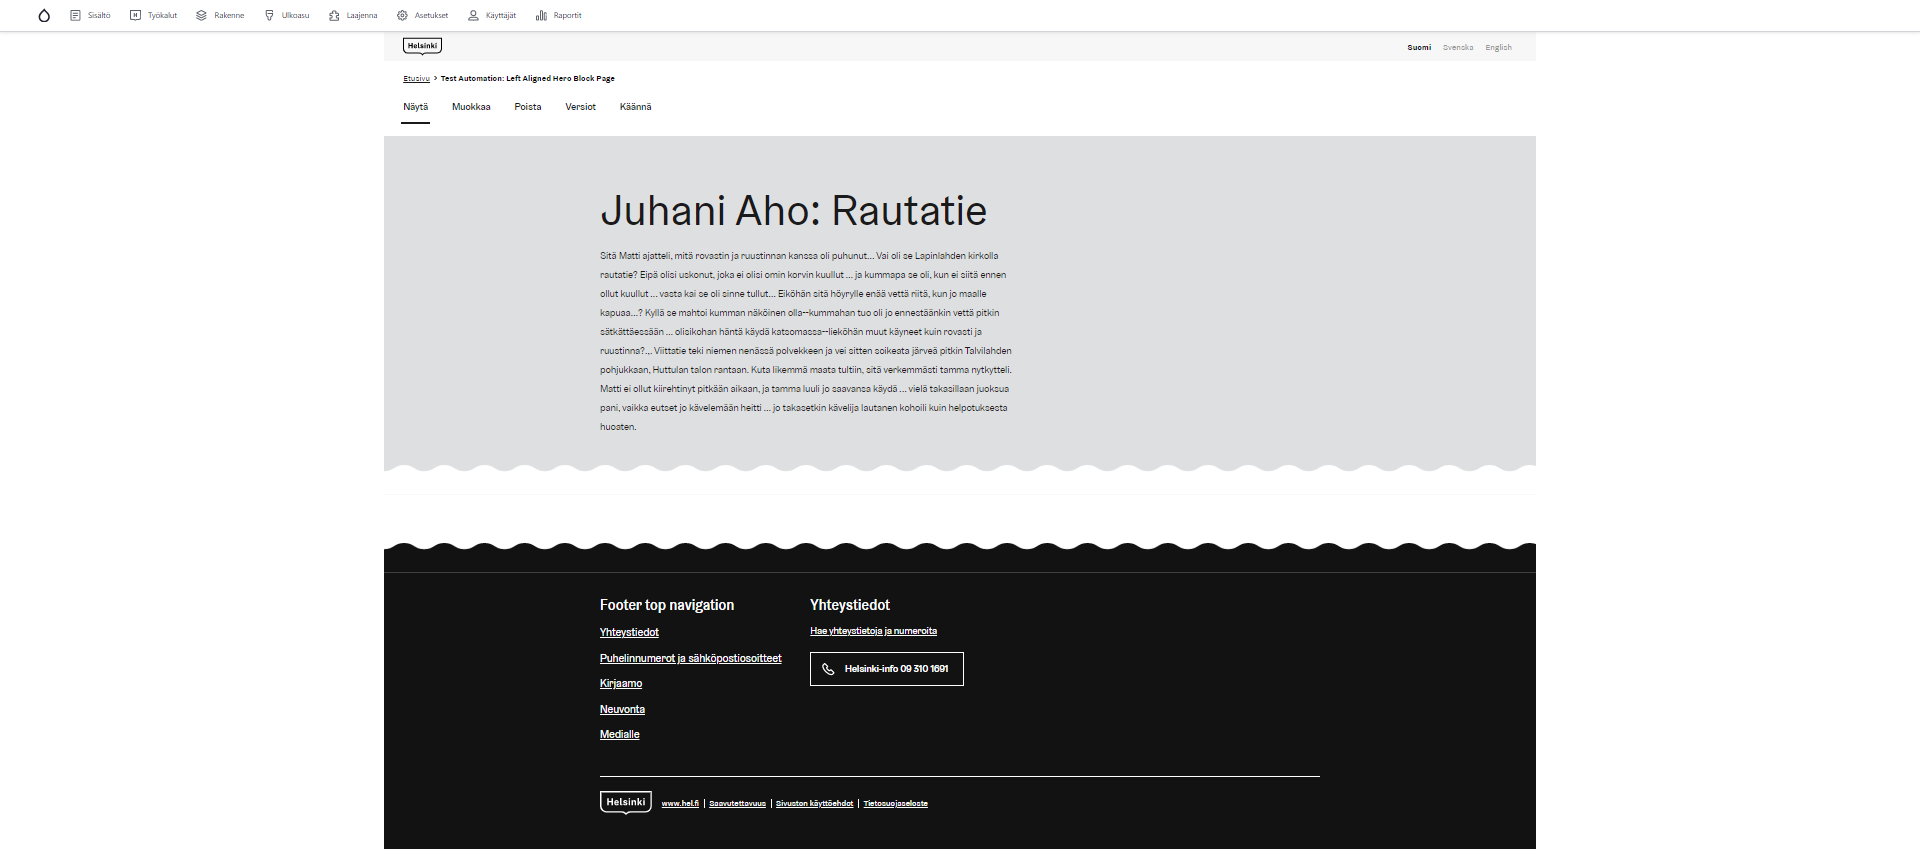 Sisältö Työkalut Rakenne Ulkoasu Laajenna Asetukset Käyttäjät Raportit
Helsinki
Suomi Svenska English
Etusivu > Test Automation: Left Aligned Hero Block Page
Näytä Muokkaa Poista Versiot Käännä
Juhani Aho: Rautatie
Sitä Matti ajatteli, mitä rovastin ja ruustinnan kanssa oli puhunut... Vai oli se Lapinlahden kirkolla
rautatie? Eipä olisi uskonut, joka ei olisi omin korvin kuullut ... ja kummapa se oli, kun ei siitä ennen
ollut kuullut ... vasta kai se oli sinne tullut... Eiköhän sitä höyrylle enää vettä riitä, kun jo maalle
kapuaa...? Kyllä se mahtoi kumman näköinen olla--kummahan tuo oli jo ennestäänkin vettä pitkin
sätkättäessään ... olisikohan häntä käydä katsomassa--lieköhän muut käyneet kuin rovasti ja
ruustinna?... Viittatie teki niemen nenässä polvekkeen ja vei sitten soikeata järveä pitkin Talvilahden
pohjukkaan, Huttulan talon rantaan. Kuta likemmä maata tultiin, sitä verkemmästi tamma nytkytteli.
Matti ei ollut kiirehtinyt pitkään aikaan, ja tamma luuli jo saavansa käydä ... vielä takasillaan juoksua
pani, vaikka eutset jo kävelemään heitti ... jo takasetkin kävelijä lautanen kohoili kuin helpotuksesta
huoaten.
Footer top navigation
Yhteystiedot
Puhelinnumerot ja sähköpostiosoitteet
Kirjaamo
Neuvonta
Medialle
Yhteystiedot
Hae yhteystietoja ja numeroita
Helsinki-info 09 310 1691
Helsinki
www.hel.fi | Saavutettavuus | Sivuston käyttöehdot | Tietosuojaseloste